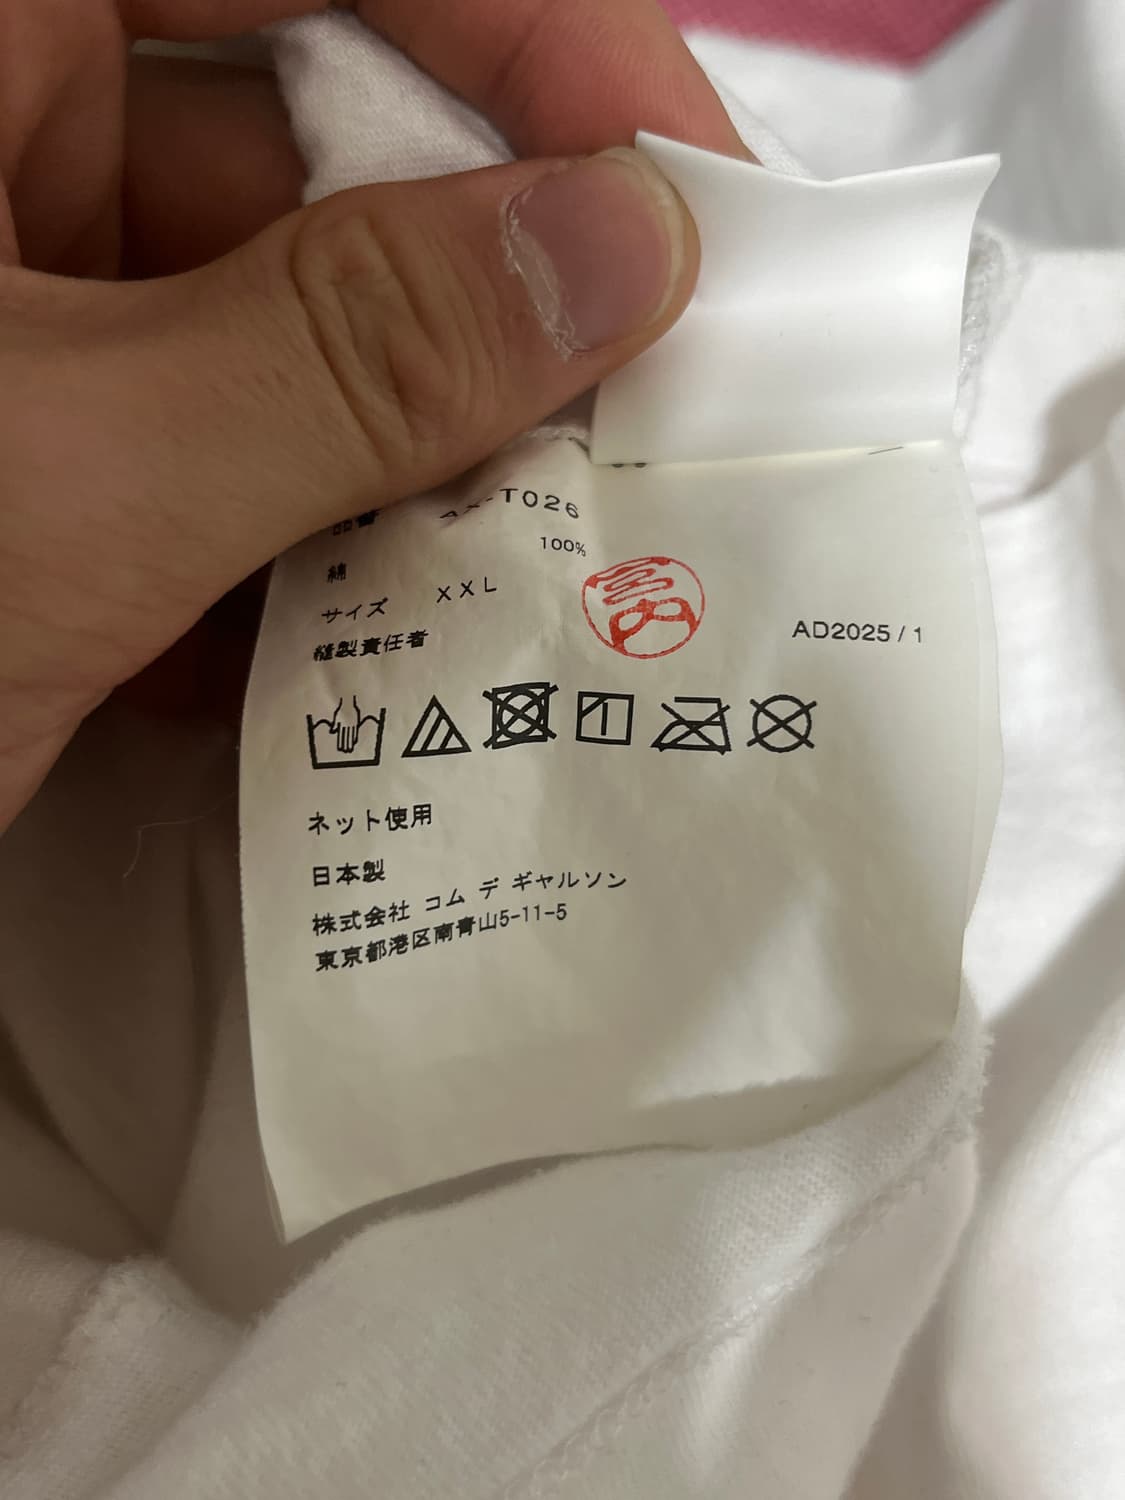 品番 AX-T026
綿 100%
サイズ XXL
縫製責任者
AD2025 / 1
ネット使用
日本製
株式会社 コム デ ギャルソン
東京都港区南青山5-11-5